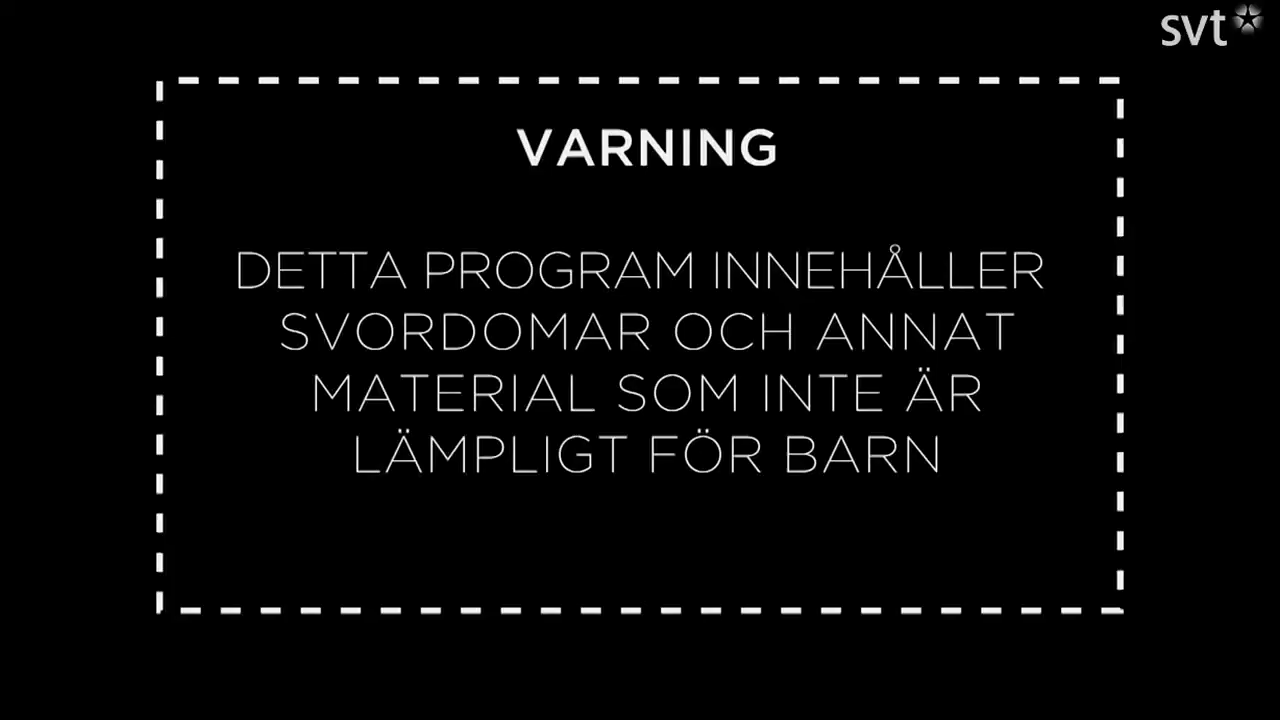 svt
VARNING
DETTA PROGRAM INNEHÅLLER
SVORDOMAR OCH ANNAT
MATERIAL SOM INTE ÄR
LÄMPLIGT FÖR BARN